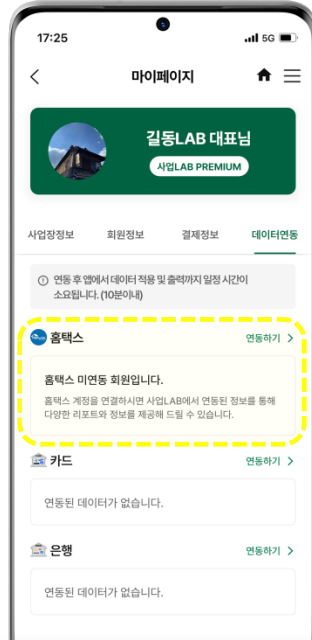 17:25
5G
마이페이지
길동LAB 대표님
사업LAB PREMIUM
사업장정보 회원정보 결제정보 데이터연동
연동 후 앱에서 데이터 적용 및 출력까지 일정 시간이
소요됩니다. (10분이내)
홈택스 연동하기 >
홈택스 미연동 회원입니다.
홈택스 계정을 연결하시면 사업LAB에서 연동된 정보를 통해
다양한 리포트와 정보를 제공해 드릴 수 있습니다.
카드 연동하기 >
연동된 데이터가 없습니다.
은행 연동하기 >
연동된 데이터가 없습니다.